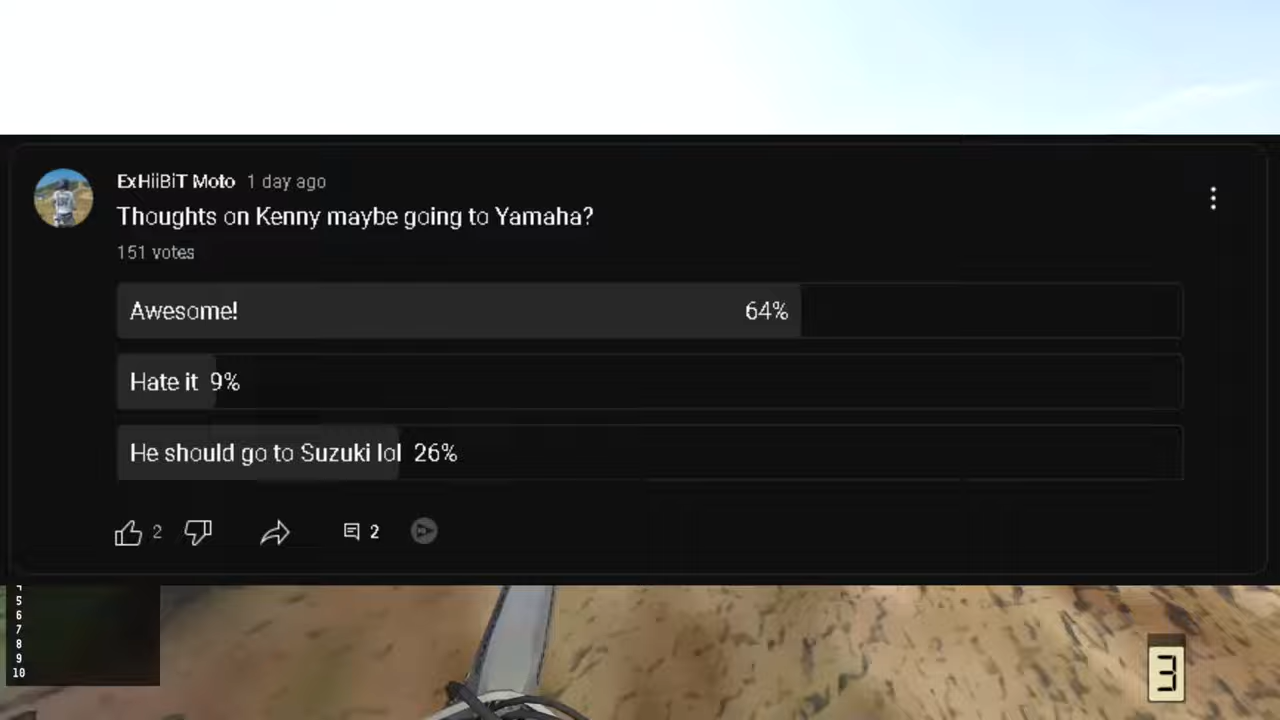 ExHiiBiT Moto 1 day ago
Thoughts on Kenny maybe going to Yamaha?
151 votes
Awesome! 64%
Hate it 9%
He should go to Suzuki lol 26%
2 2
5
6
7
8
9
10
3